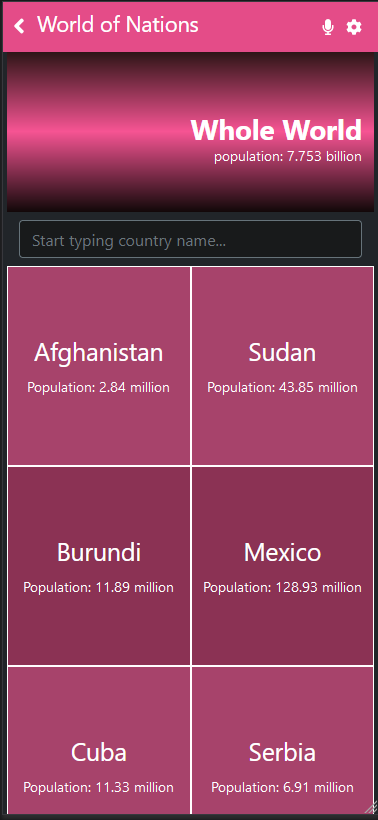 World of Nations
Whole World
population: 7.753 billion
Start typing country name...
Afghanistan
Population: 2.84 million
Sudan
Population: 43.85 million
Burundi
Population: 11.89 million
Mexico
Population: 128.93 million
Cuba
Population: 11.33 million
Serbia
Population: 6.91 million